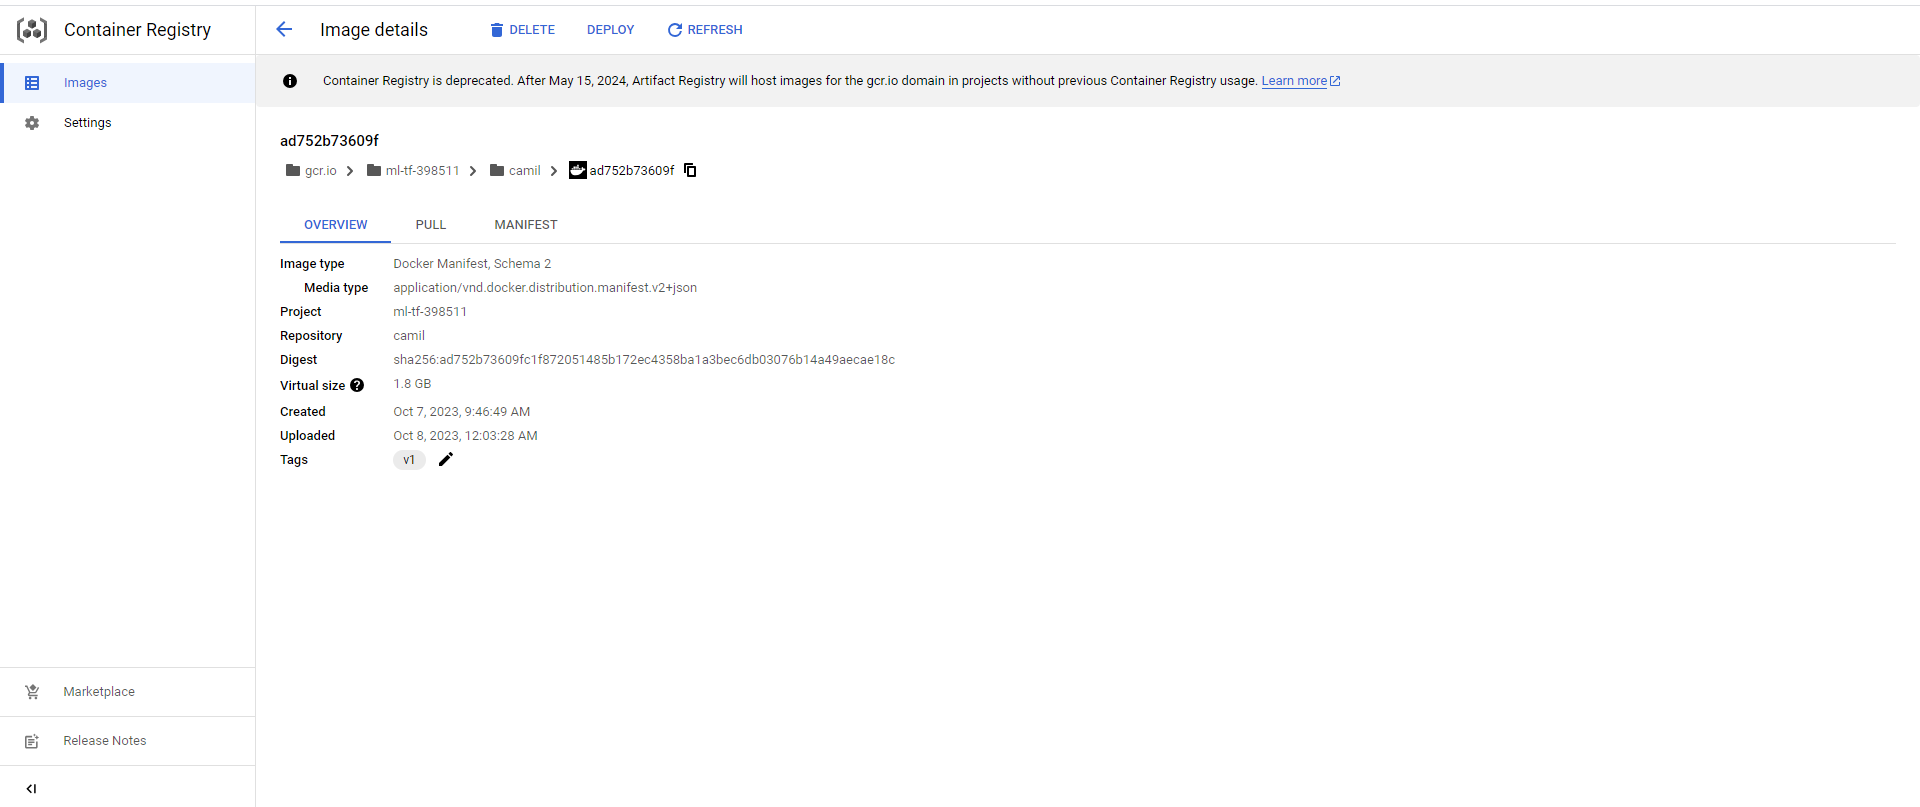 Container Registry
Image details
DELETE
DEPLOY
REFRESH
Images
Settings
Container Registry is deprecated. After May 15, 2024, Artifact Registry will host images for the gcr.io domain in projects without previous Container Registry usage. Learn more
ad752b73609f
gcr.io
ml-tf-398511
camil
ad752b73609f
OVERVIEW
PULL
MANIFEST
Image type Docker Manifest, Schema 2
Media type application/vnd.docker.distribution.manifest.v2+json
Project ml-tf-398511
Repository camil
Digest sha256:ad752b73609fc1f872051485b172ec4358ba1a3bec6db03076b14a49aecae18c
Virtual size 1.8 GB
Created Oct 7, 2023, 9:46:49 AM
Uploaded Oct 8, 2023, 12:03:28 AM
Tags v1
Marketplace
Release Notes